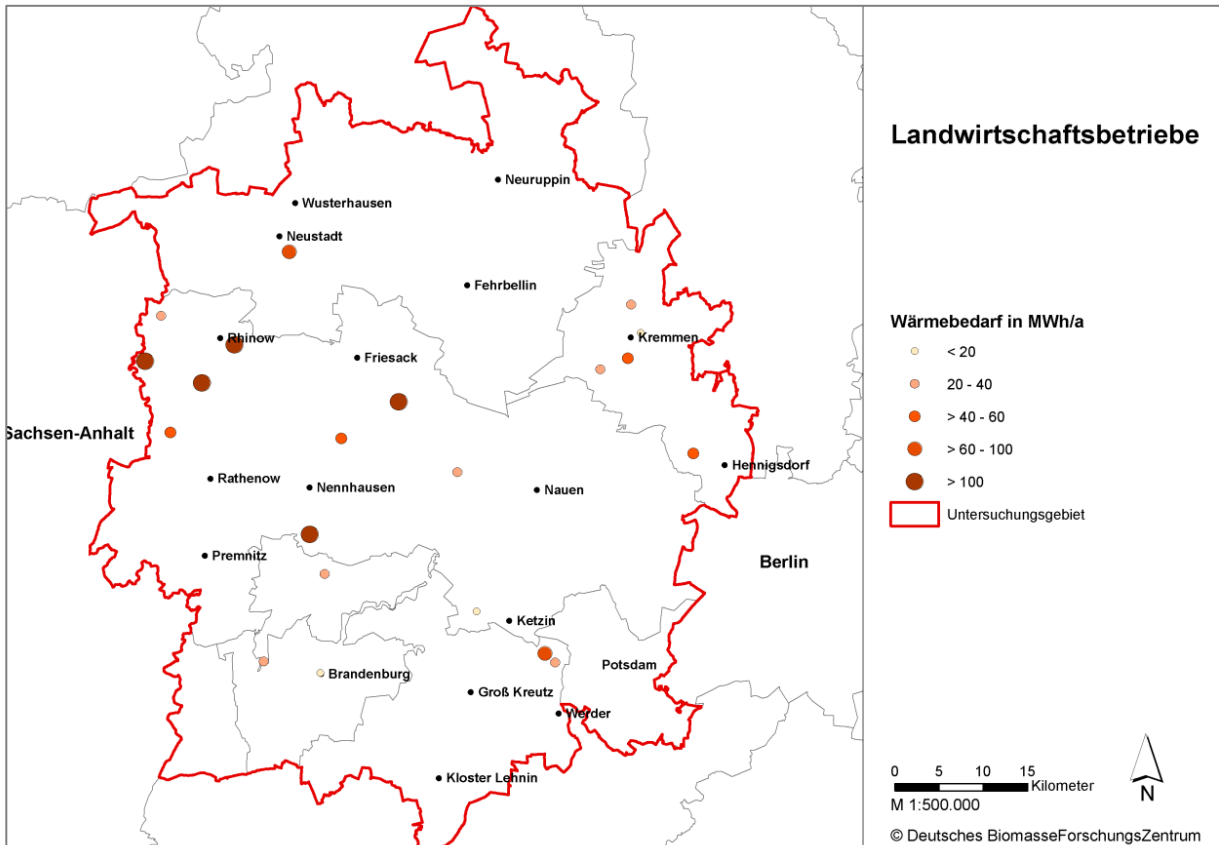 Landwirtschaftsbetriebe
Neuruppin
Wusterhausen
Neustadt
Fehrbellin
Rhinow
Kremmen
Friesack
Sachsen-Anhalt
Hennigsdorf
Rathenow
Nennhausen
Nauen
Premnitz
Berlin
Ketzin
Potsdam
Brandenburg
Groß Kreutz
Werder
Kloster Lehnin
Wärmebedarf in MWh/a
< 20
20 - 40
> 40 - 60
> 60 - 100
> 100
Untersuchungsgebiet
0 5 10 15
Kilometer
M 1:500.000
N
© Deutsches BiomasseForschungsZentrum